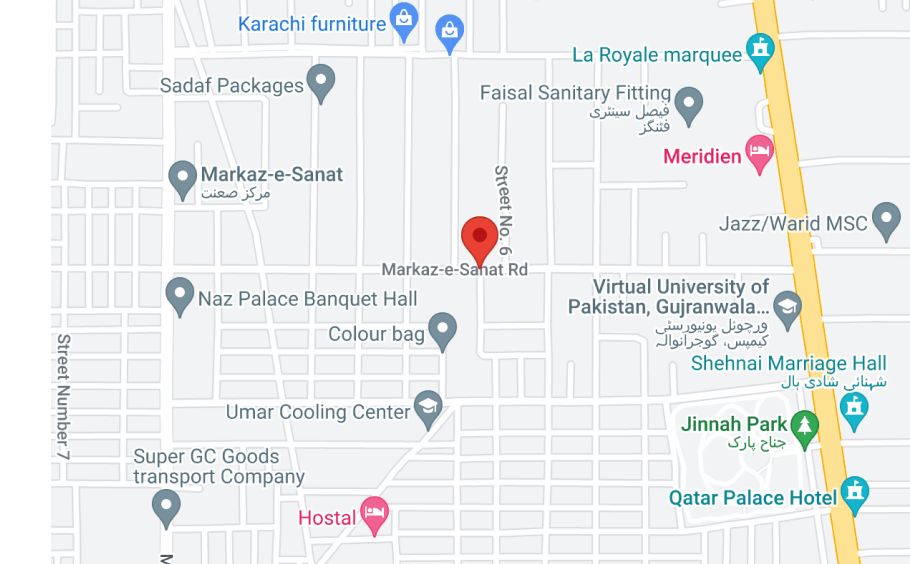 Karachi furniture
La Royale marquee
Sadaf Packages
Faisal Sanitary Fitting
فیصل سینٹری
فٹنگز
Meridien
Markaz-e-Sanat
مرکز صنعت
Street No. 6
Jazz/Warid MSC
Markaz-e-Sanat Rd
Naz Palace Banquet Hall
Virtual University of
Pakistan, Gujranwala...
ورچوئل یونیورسٹی
کیمپس، گوجرانوالہ
Colour bag
Street Number 7
Shehnai Marriage Hall
شہنائی شادی ہال
Umar Cooling Center
Jinnah Park
جناح پارک
Super GC Goods
transport Company
Qatar Palace Hotel
Hostal
M